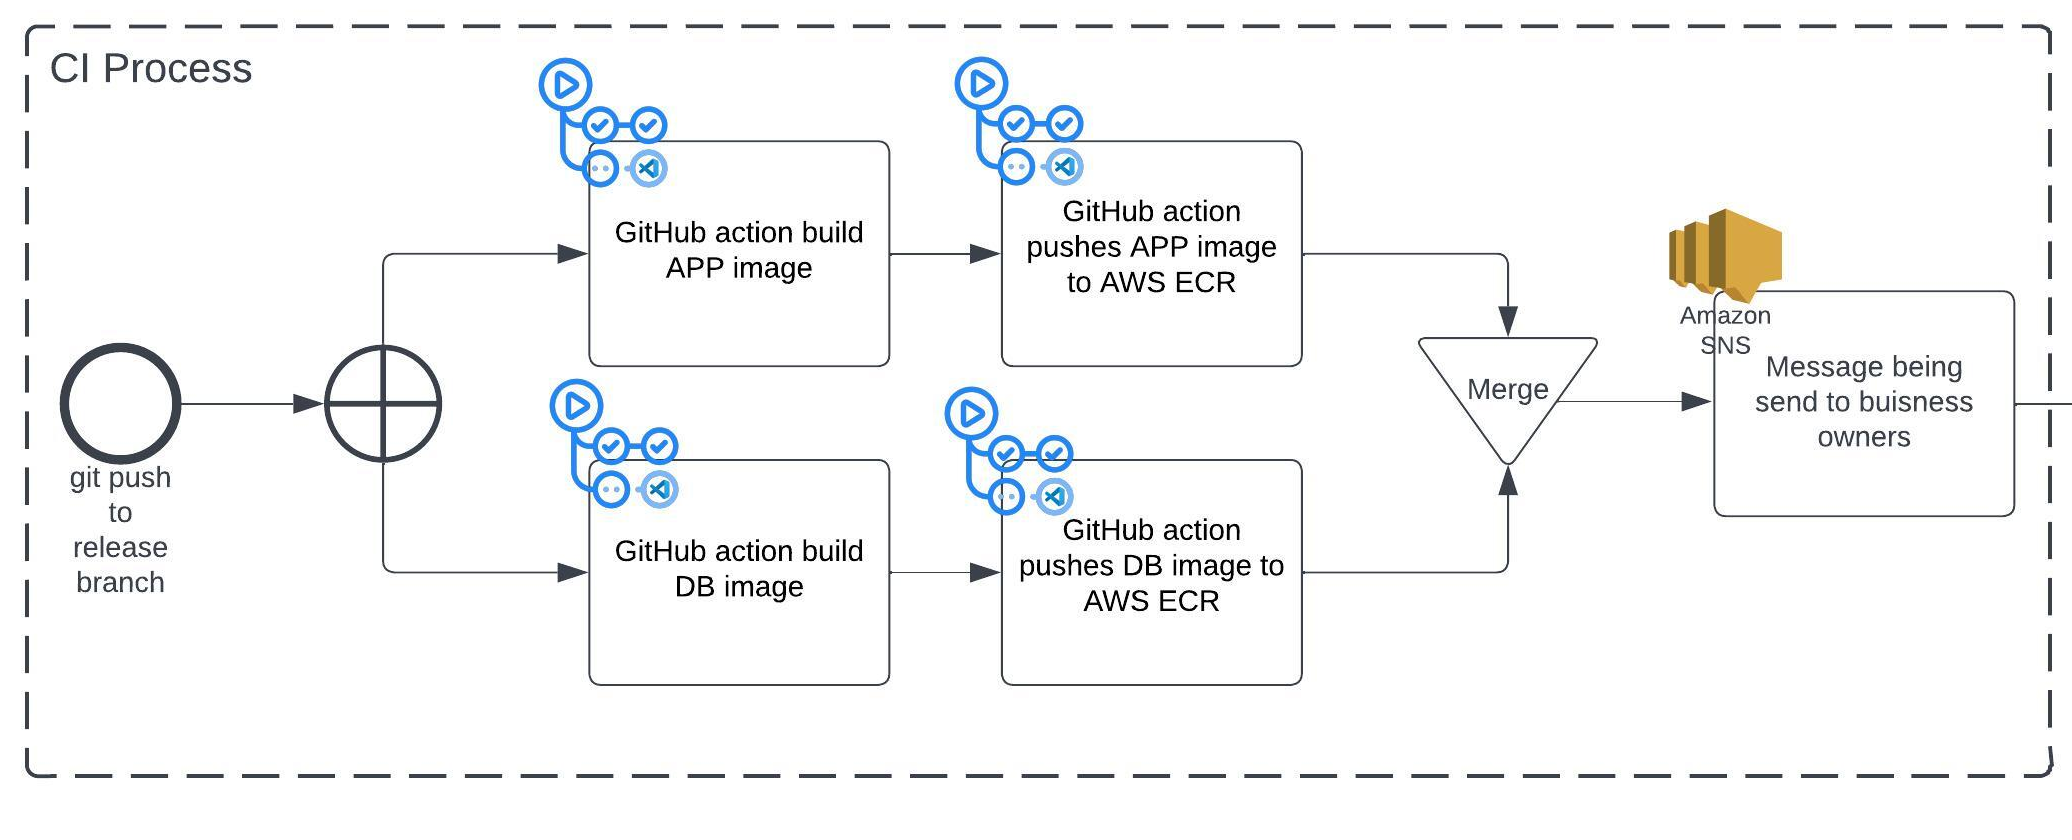 CI Process
git push
to
release
branch
GitHub action build
APP image
GitHub action
pushes APP image
to AWS ECR
GitHub action build
DB image
GitHub action
pushes DB image to
AWS ECR
Merge
Amazon
SNS
Message being
send to buisness
owners